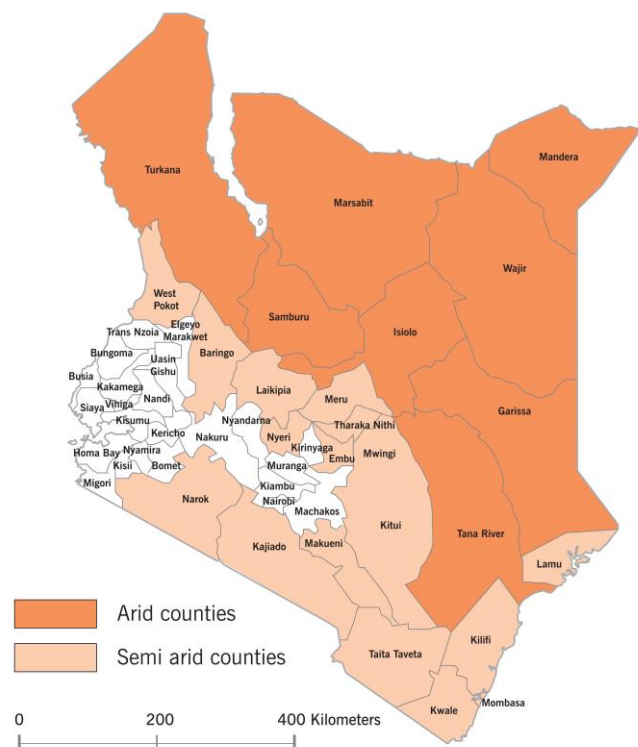 Turkana
Marsabit
Mandera
Wajir
Samburu
Isiolo
West
Pokot
Trans Nzoia
Elgeyo
Marakwet
Bungoma
Uasin
Gishu
Baringo
Busia
Kakamega
Laikipia
Meru
Siaya
Vihiga
Nandi
Garissa
Kisumu
Nyandarna
Tharaka Nithi
Kericho
Nakuru
Nyeri
Kirinyaga
Mwingi
Homa Bay
Nyamira
Embu
Kisii
Bomet
Muranga
Migori
Kiambu
Narok
Nairobi
Machakos
Kitui
Tana River
Kajiado
Makueni
Lamu
Arid counties
Semi arid counties
Taita Taveta
Kilifi
Mombasa
Kwale
0 200 400 Kilometers